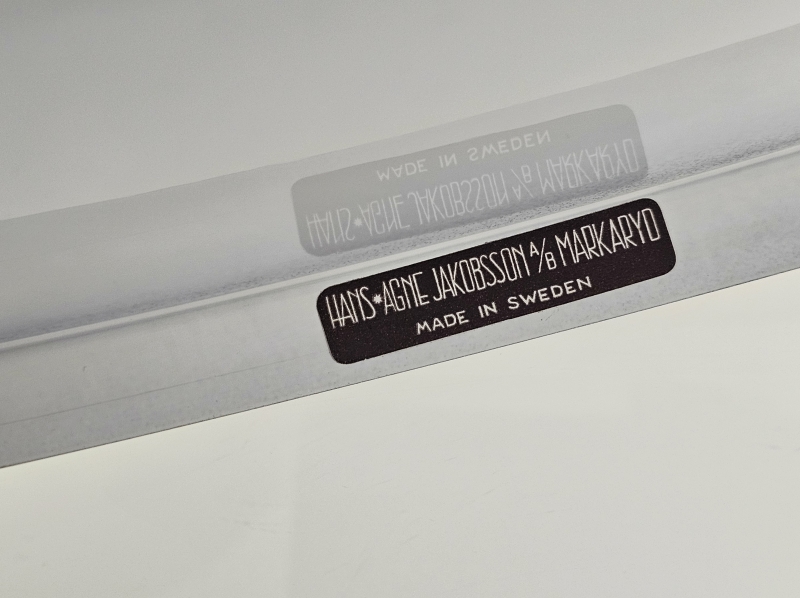 HANS*AGNE JAKOBSSON A/B MARKARYD
MADE IN SWEDEN